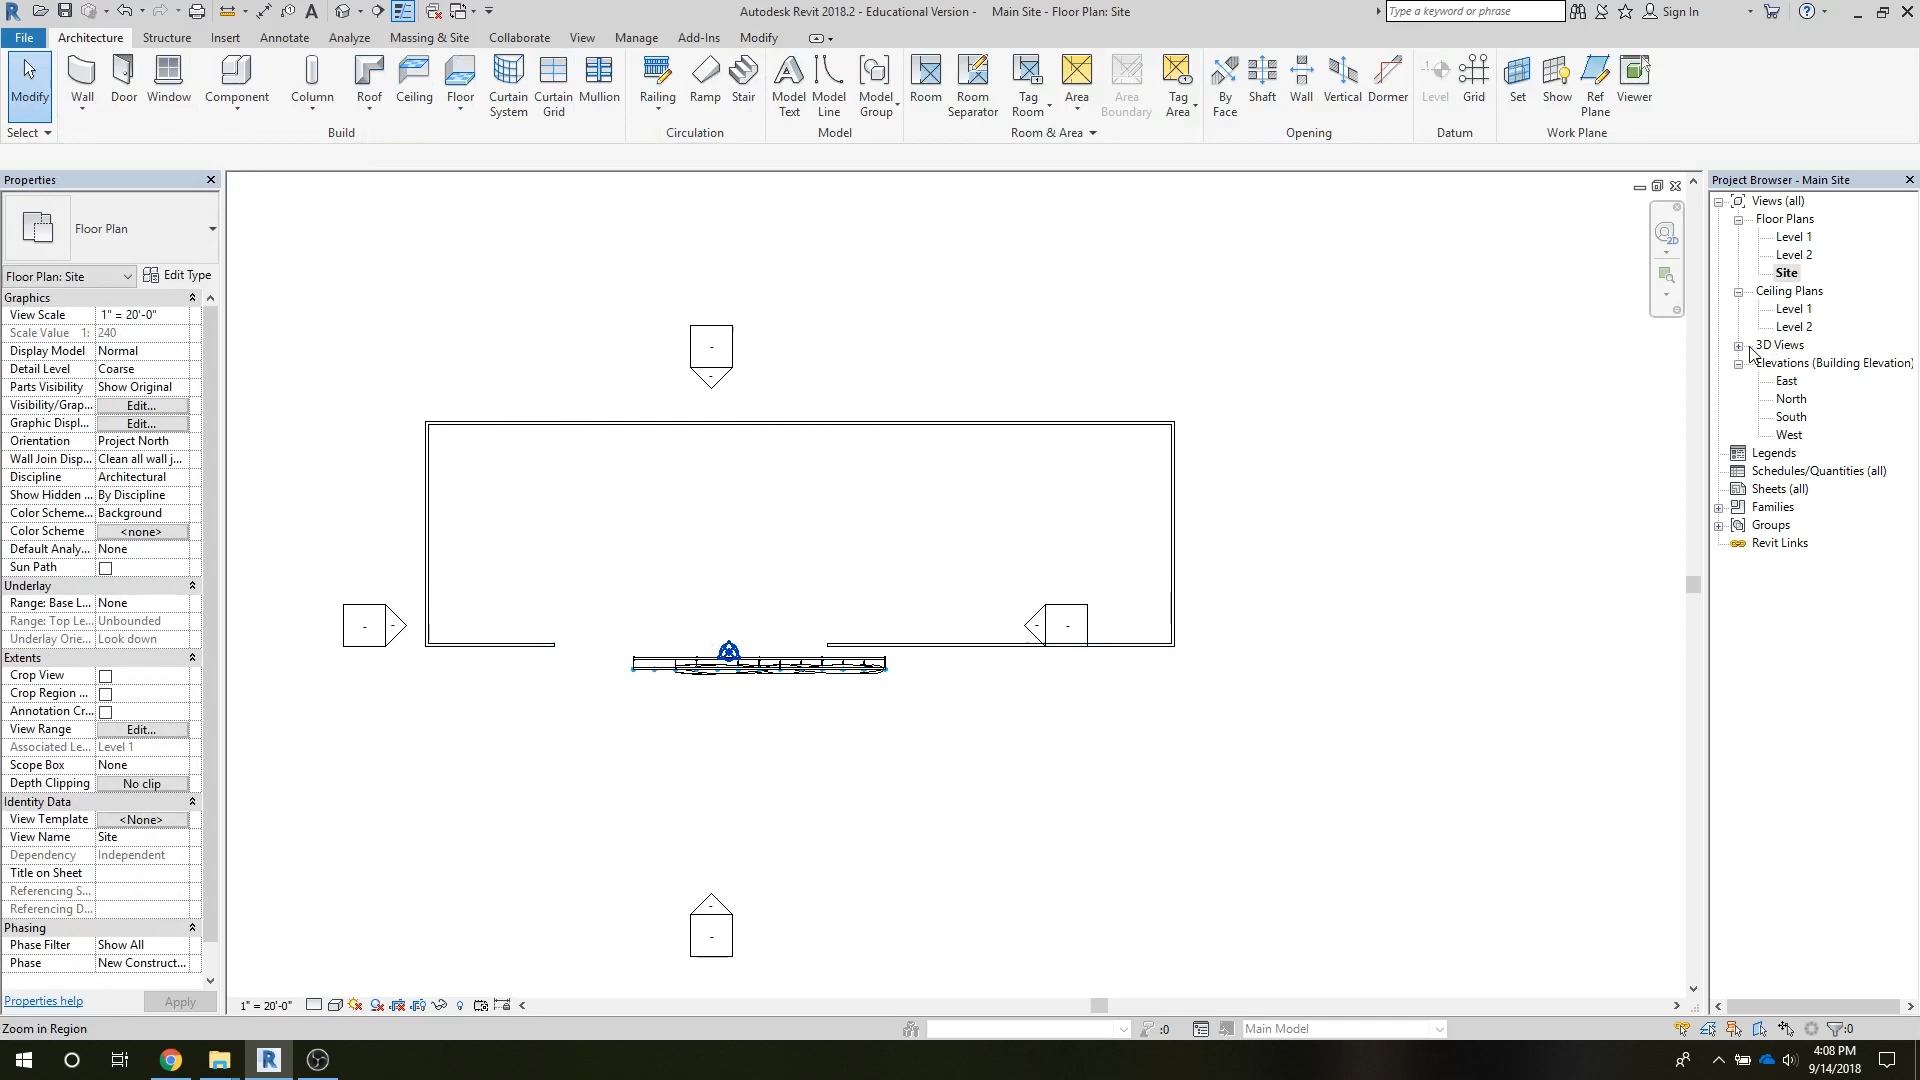 Autodesk Revit 2018.2 - Educational Version - Main Site - Floor Plan: Site
Type a keyword or phrase
Sign In
File Architecture Structure Insert Annotate Analyze Massing & Site Collaborate View Manage Add-Ins Modify
Modify Wall Door Window Component Column Roof Ceiling Floor Curtain System Curtain Grid Mullion Railing Ramp Stair Model Text Model Line Model Group Room Room Separator Tag Room Area Area Boundary Tag Area By Face Shaft Wall Vertical Dormer Level Grid Set Show Ref Plane Viewer
Select Build Circulation Model Room & Area Opening Datum Work Plane
Properties
Floor Plan
Floor Plan: Site Edit Type
Graphics
View Scale 1" = 20'-0"
Scale Value 1: 240
Display Model Normal
Detail Level Coarse
Parts Visibility Show Original
Visibility/Grap... Edit...
Graphic Displ... Edit...
Orientation Project North
Wall Join Disp... Clean all wall j...
Discipline Architectural
Show Hidden ... By Discipline
Color Scheme... Background
Color Scheme <none>
Default Analy... None
Sun Path
Underlay
Range: Base L... None
Range: Top Le... Unbounded
Underlay Orie... Look down
Extents
Crop View
Crop Region ...
Annotation Cr...
View Range Edit...
Associated Le... Level 1
Scope Box None
Depth Clipping No clip
Identity Data
View Template <None>
View Name Site
Dependency Independent
Title on Sheet
Referencing S...
Referencing D...
Phasing
Phase Filter Show All
Phase New Construct...
Properties help Apply
2D
1" = 20'-0"
Project Browser - Main Site
Views (all)
Floor Plans
Level 1
Level 2
Site
Ceiling Plans
Level 1
Level 2
3D Views
Elevations (Building Elevation)
East
North
South
West
Legends
Schedules/Quantities (all)
Sheets (all)
Families
Groups
Revit Links
Zoom in Region
:0
Main Model
:0
4:08 PM
9/14/2018